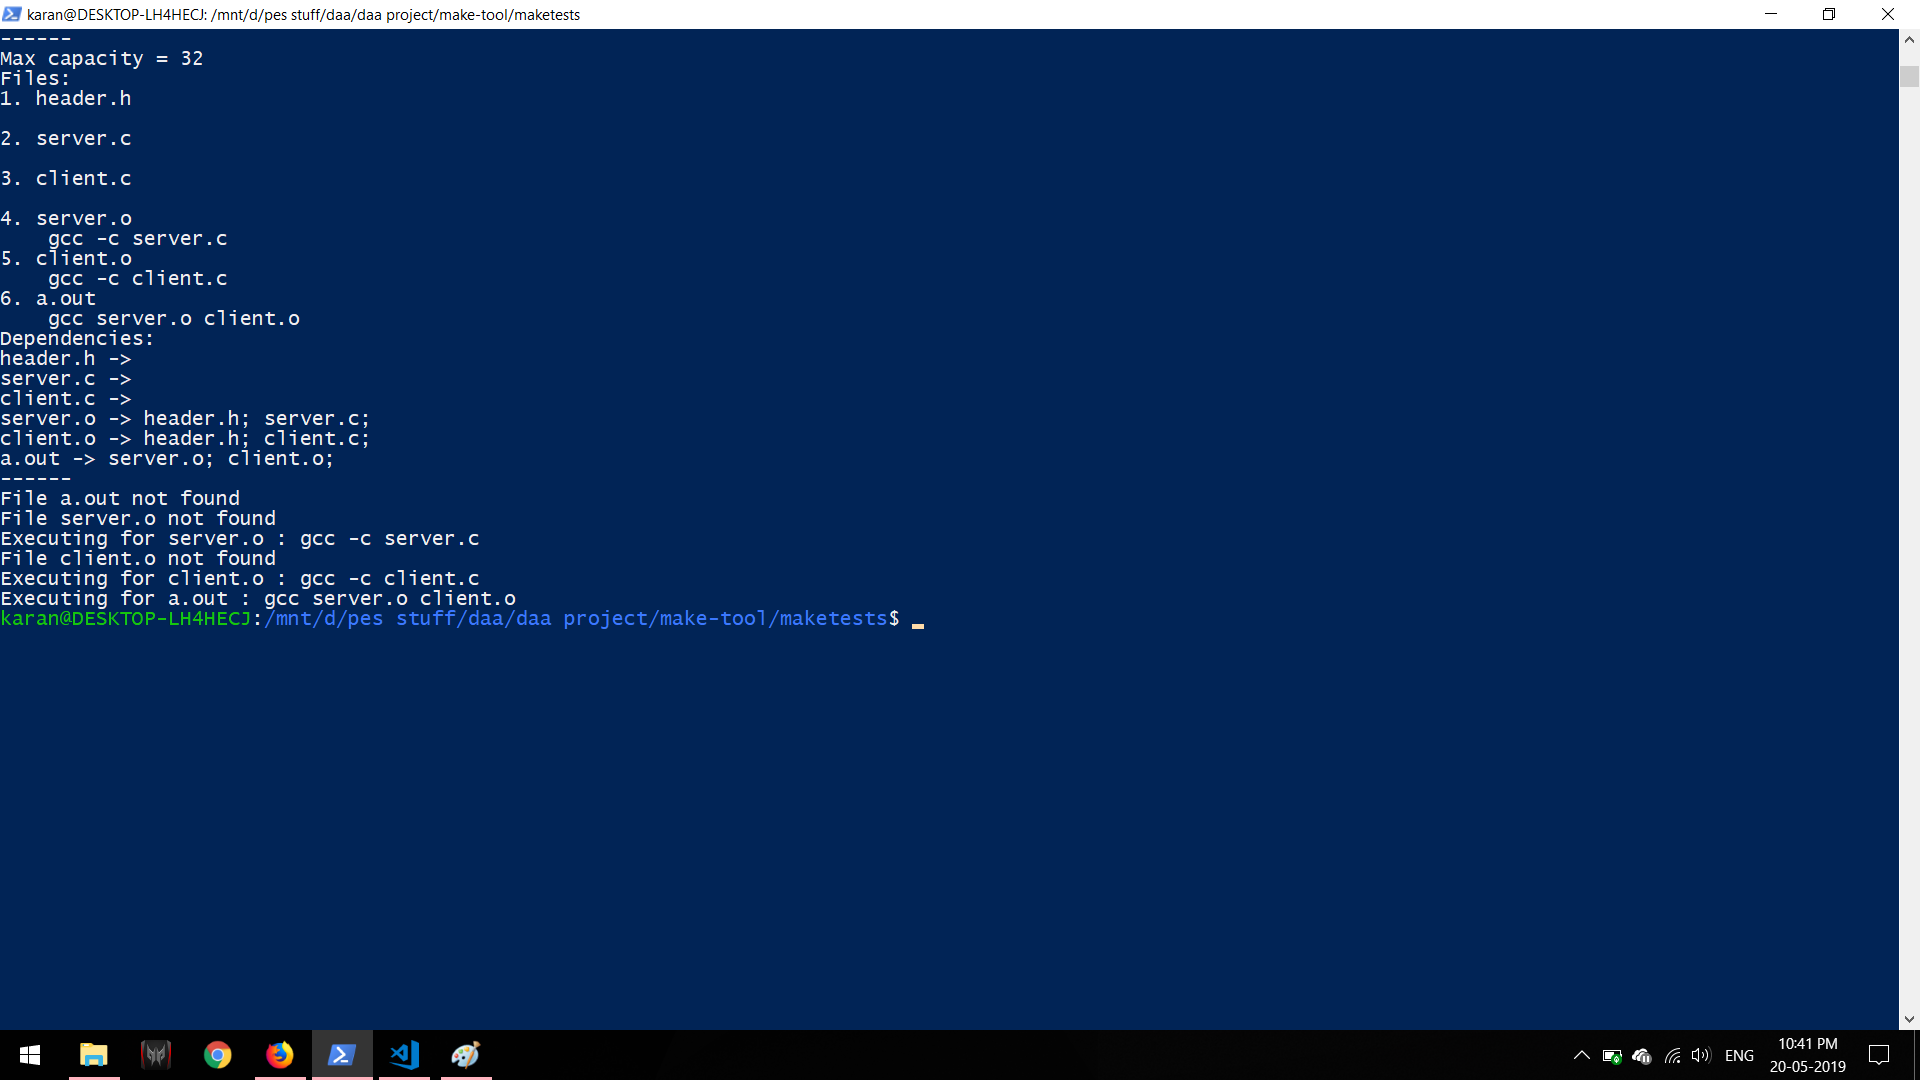 karan@DESKTOP-LH4HECJ: /mnt/d/pes stuff/daa/daa project/make-tool/maketests
------
Max capacity = 32
Files:
1. header.h
2. server.c
3. client.c
4. server.o
    gcc -c server.c
5. client.o
    gcc -c client.c
6. a.out
    gcc server.o client.o
Dependencies:
header.h ->
server.c ->
client.c ->
server.o -> header.h; server.c;
client.o -> header.h; client.c;
a.out -> server.o; client.o;
------
File a.out not found
File server.o not found
Executing for server.o : gcc -c server.c
File client.o not found
Executing for client.o : gcc -c client.c
Executing for a.out : gcc server.o client.o
karan@DESKTOP-LH4HECJ:/mnt/d/pes stuff/daa/daa project/make-tool/maketests$ _
ENG
10:41 PM
20-05-2019